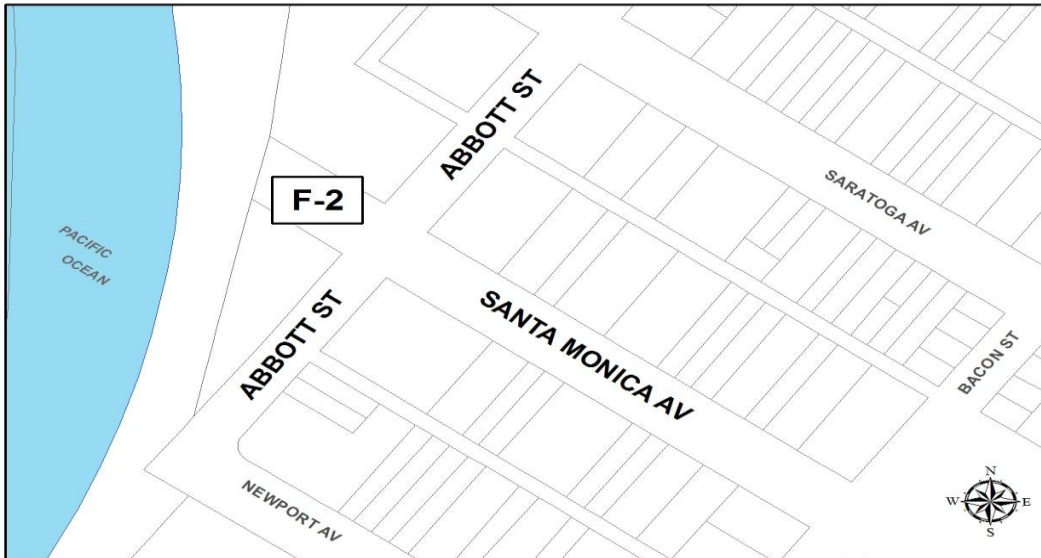 ABBOTT ST
SARATOGA AV
F-2
PACIFIC
OCEAN
ABBOTT ST
SANTA MONICA AV
BACON ST
NEWPORT AV
N
W
E
S